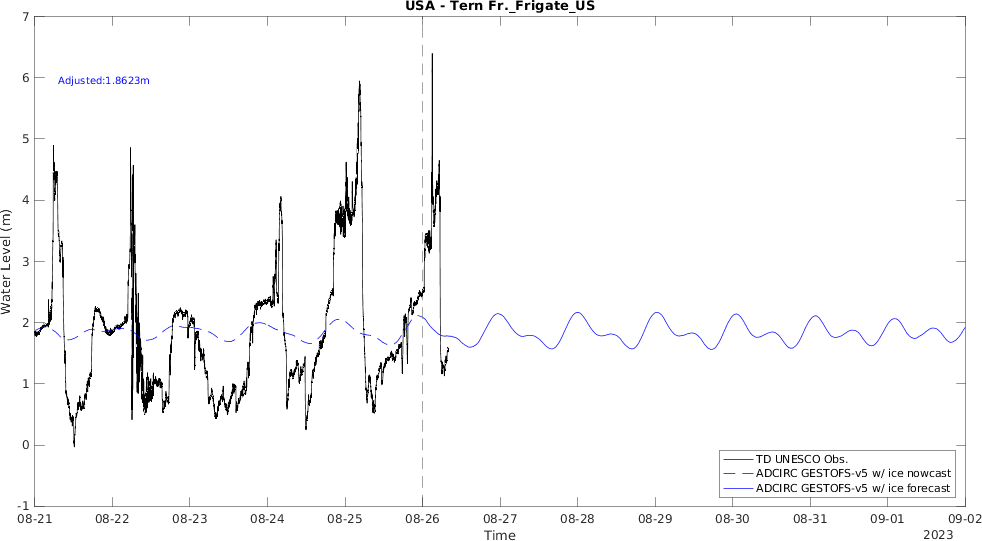 USA - Tern Fr._Frigate_US
7
6
5
4
3
2
1
0
-1
Water Level (m)
Adjusted:1.8623m
TD UNESCO Obs.
ADCIRC GESTOFS-v5 w/ ice nowcast
ADCIRC GESTOFS-v5 w/ ice forecast
08-21 08-22 08-23 08-24 08-25 08-26 08-27 08-28 08-29 08-30 08-31 09-01 09-02
Time
2023